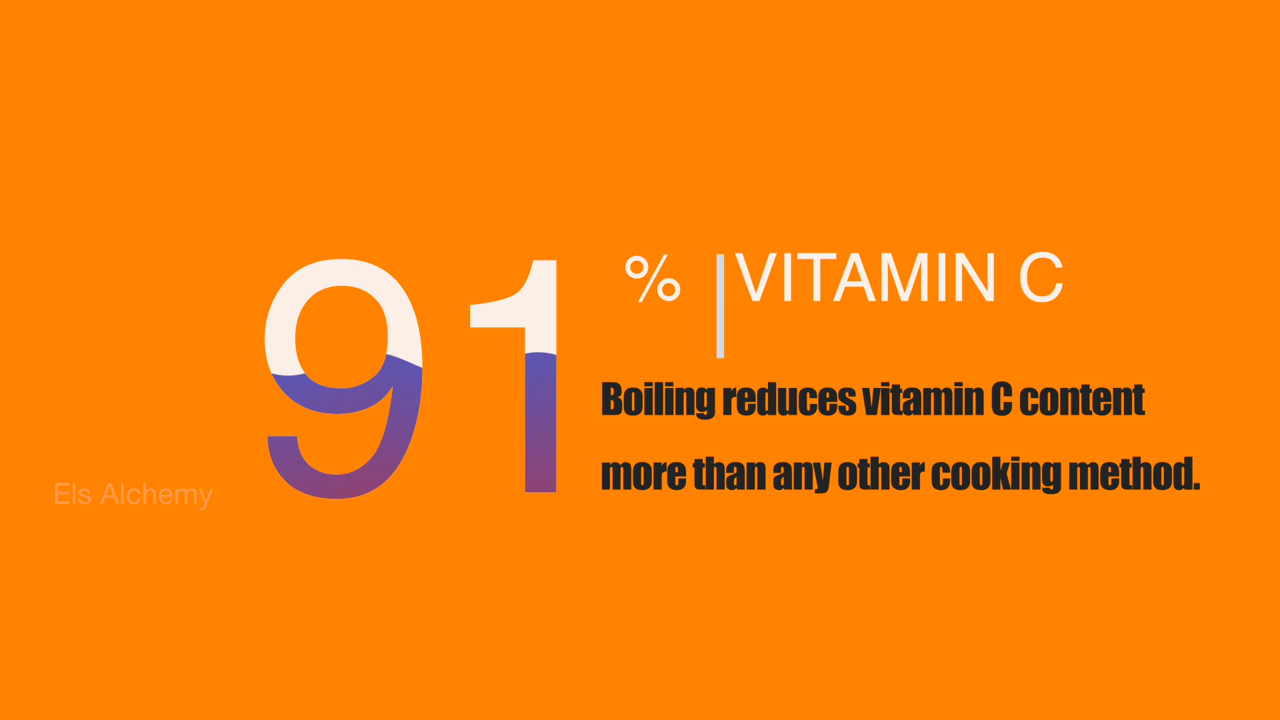 91 % | VITAMIN C
Boiling reduces vitamin C content
more than any other cooking method.
Els Alchemy